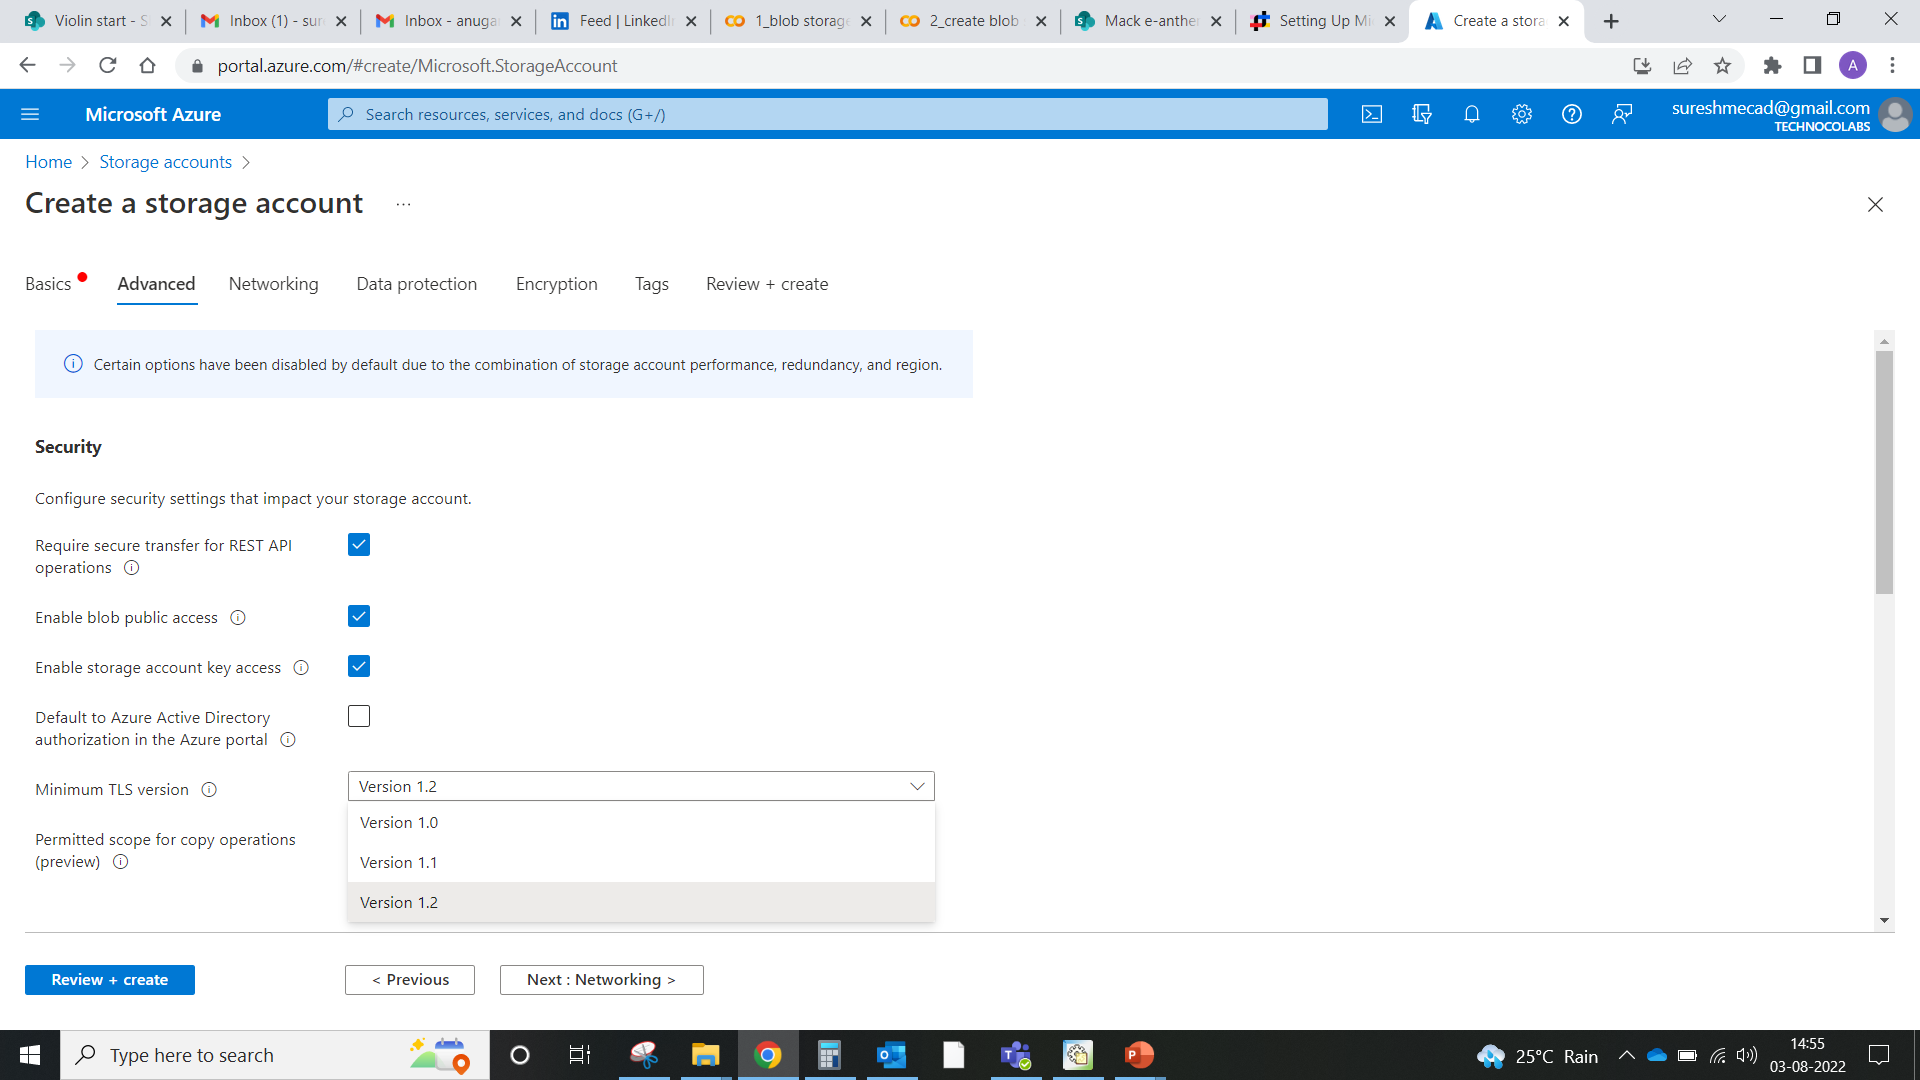 Violin start - S
Inbox (1) - sur
Inbox - anuga
Feed | LinkedIn
1_blob storage
2_create blob s
Mack e-anther
Setting Up Mi
Create a stora
portal.azure.com/#create/Microsoft.StorageAccount
A
Microsoft Azure
Search resources, services, and docs (G+/)
sureshmecad@gmail.com
TECHNOCOLABS
Home > Storage accounts >
Create a storage account ...
Basics
Advanced
Networking
Data protection
Encryption
Tags
Review + create
Certain options have been disabled by default due to the combination of storage account performance, redundancy, and region.
Security
Configure security settings that impact your storage account.
Require secure transfer for REST API
operations
Enable blob public access
Enable storage account key access
Default to Azure Active Directory
authorization in the Azure portal
Minimum TLS version
Version 1.2
Version 1.0
Version 1.1
Version 1.2
Permitted scope for copy operations
(preview)
Review + create
< Previous
Next : Networking >
Type here to search
25°C Rain
14:55
03-08-2022